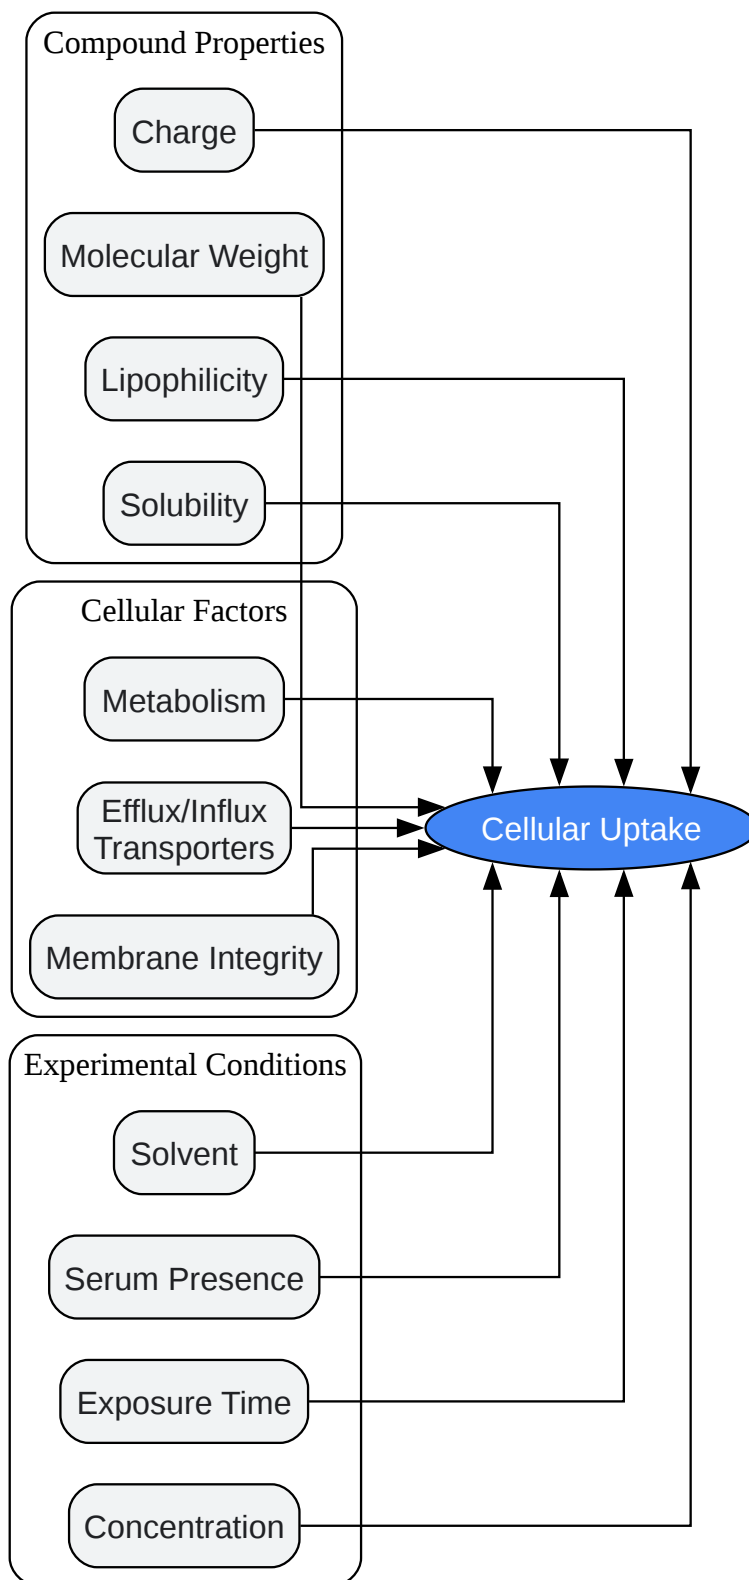 Compound Properties
Charge
Molecular Weight
Lipophilicity
Solubility
Cellular Factors
Metabolism
Efflux/Influx
Transporters
Cellular Uptake
Membrane Integrity
Experimental Conditions
Solvent
Serum Presence
Exposure Time
Concentration